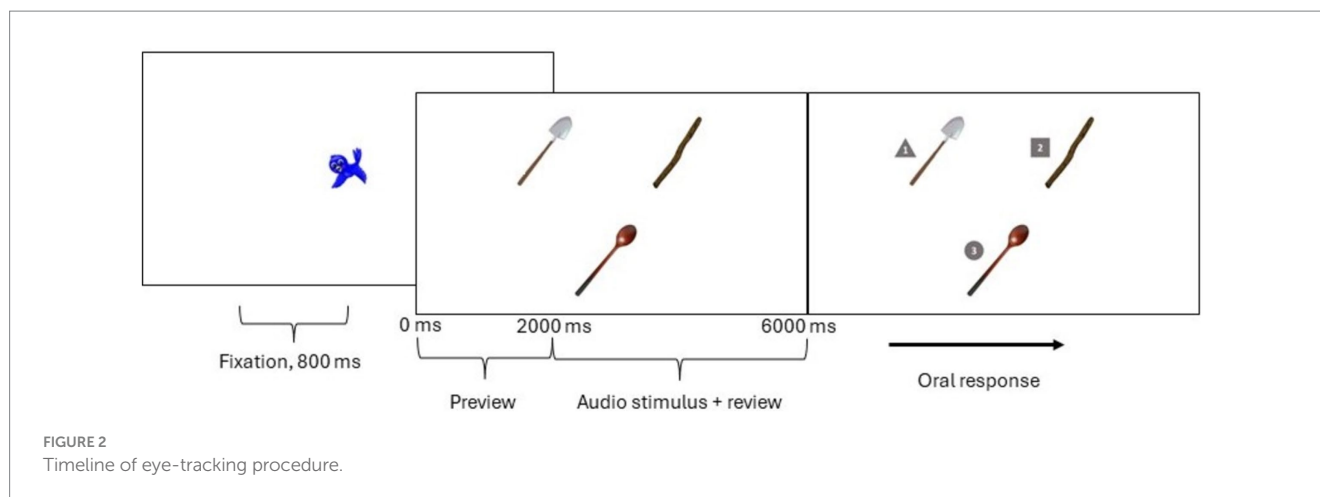 1
2
3
0 ms
2000 ms
6000 ms
Fixation, 800 ms
Preview
Audio stimulus + review
Oral response
FIGURE 2
Timeline of eye-tracking procedure.